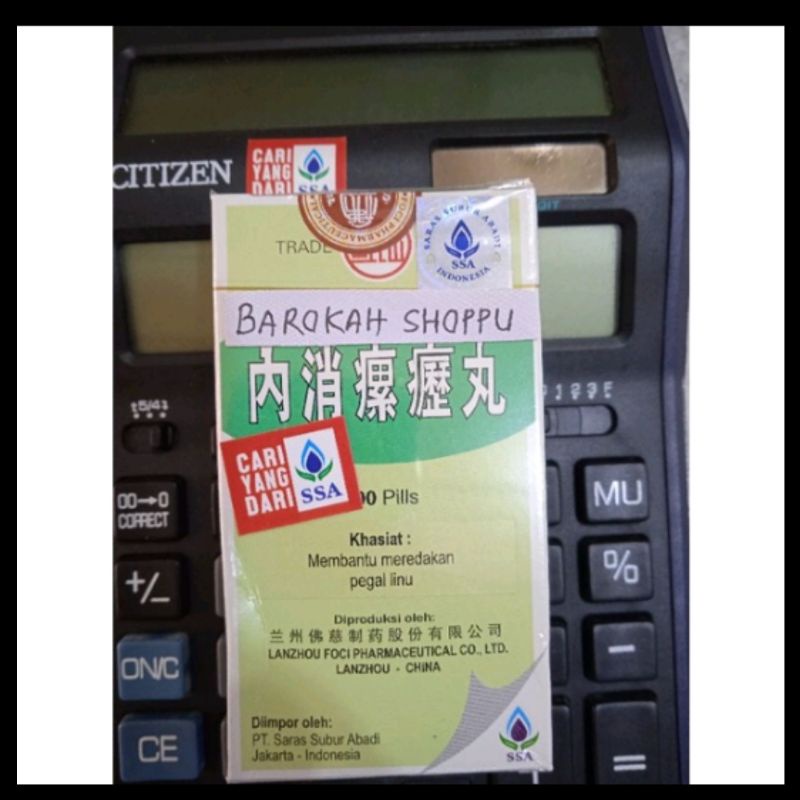 CITIZEN
CARI
YANG
DARI
SSA
TRADE
SARAS SUBUR ABADI
SSA
INDONESIA
BAROKAH SHOPPU
內消瘰癧丸
CARI
YANG
DARI
SSA
00 Pills
Khasiat :
Membantu meredakan
pegal linu
Diproduksi oleh:
兰州佛慈制药股份有限公司
LANZHOU FOCI PHARMACEUTICAL CO., LTD.
LANZHOU - CHINA
Diimpor oleh:
PT. Saras Subur Abadi
Jakarta - Indonesia
SSA
00→0
CORRECT
+/-
ON/C
CE
MU
%
-
=